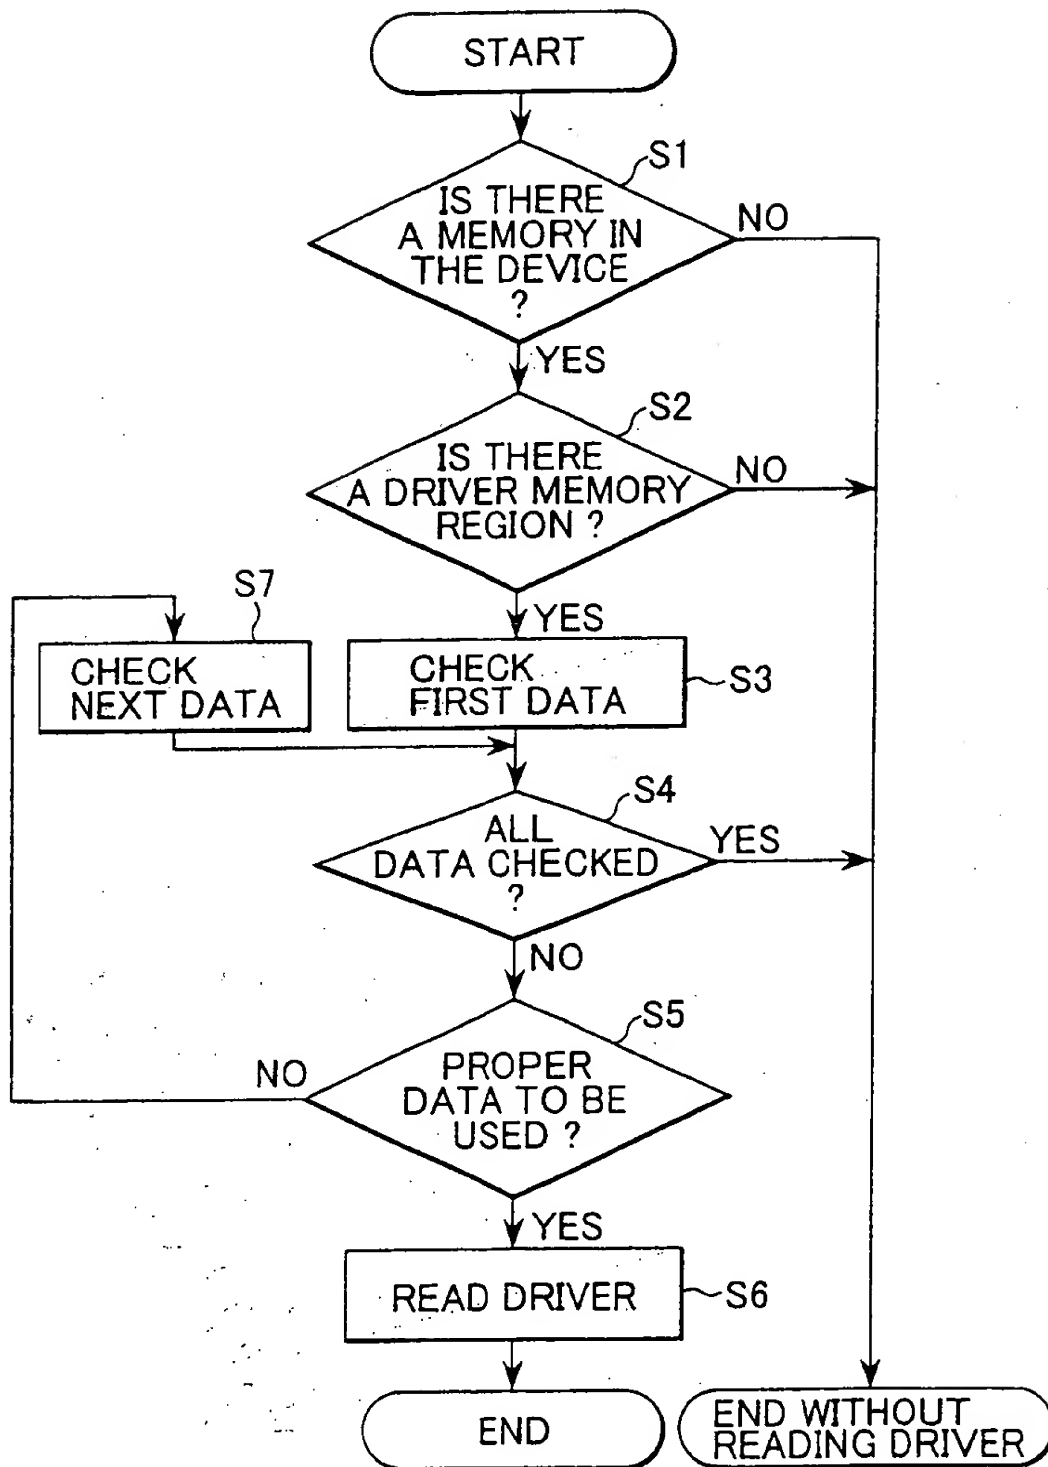 START
S1
IS THERE
A MEMORY IN
THE DEVICE
?
NO
YES
S2
IS THERE
A DRIVER MEMORY
REGION ?
NO
YES
S7
CHECK
NEXT DATA
CHECK
FIRST DATA
S3
S4
ALL
DATA CHECKED
?
YES
NO
S5
PROPER
DATA TO BE
USED ?
NO
YES
READ DRIVER
S6
END
END WITHOUT
READING DRIVER